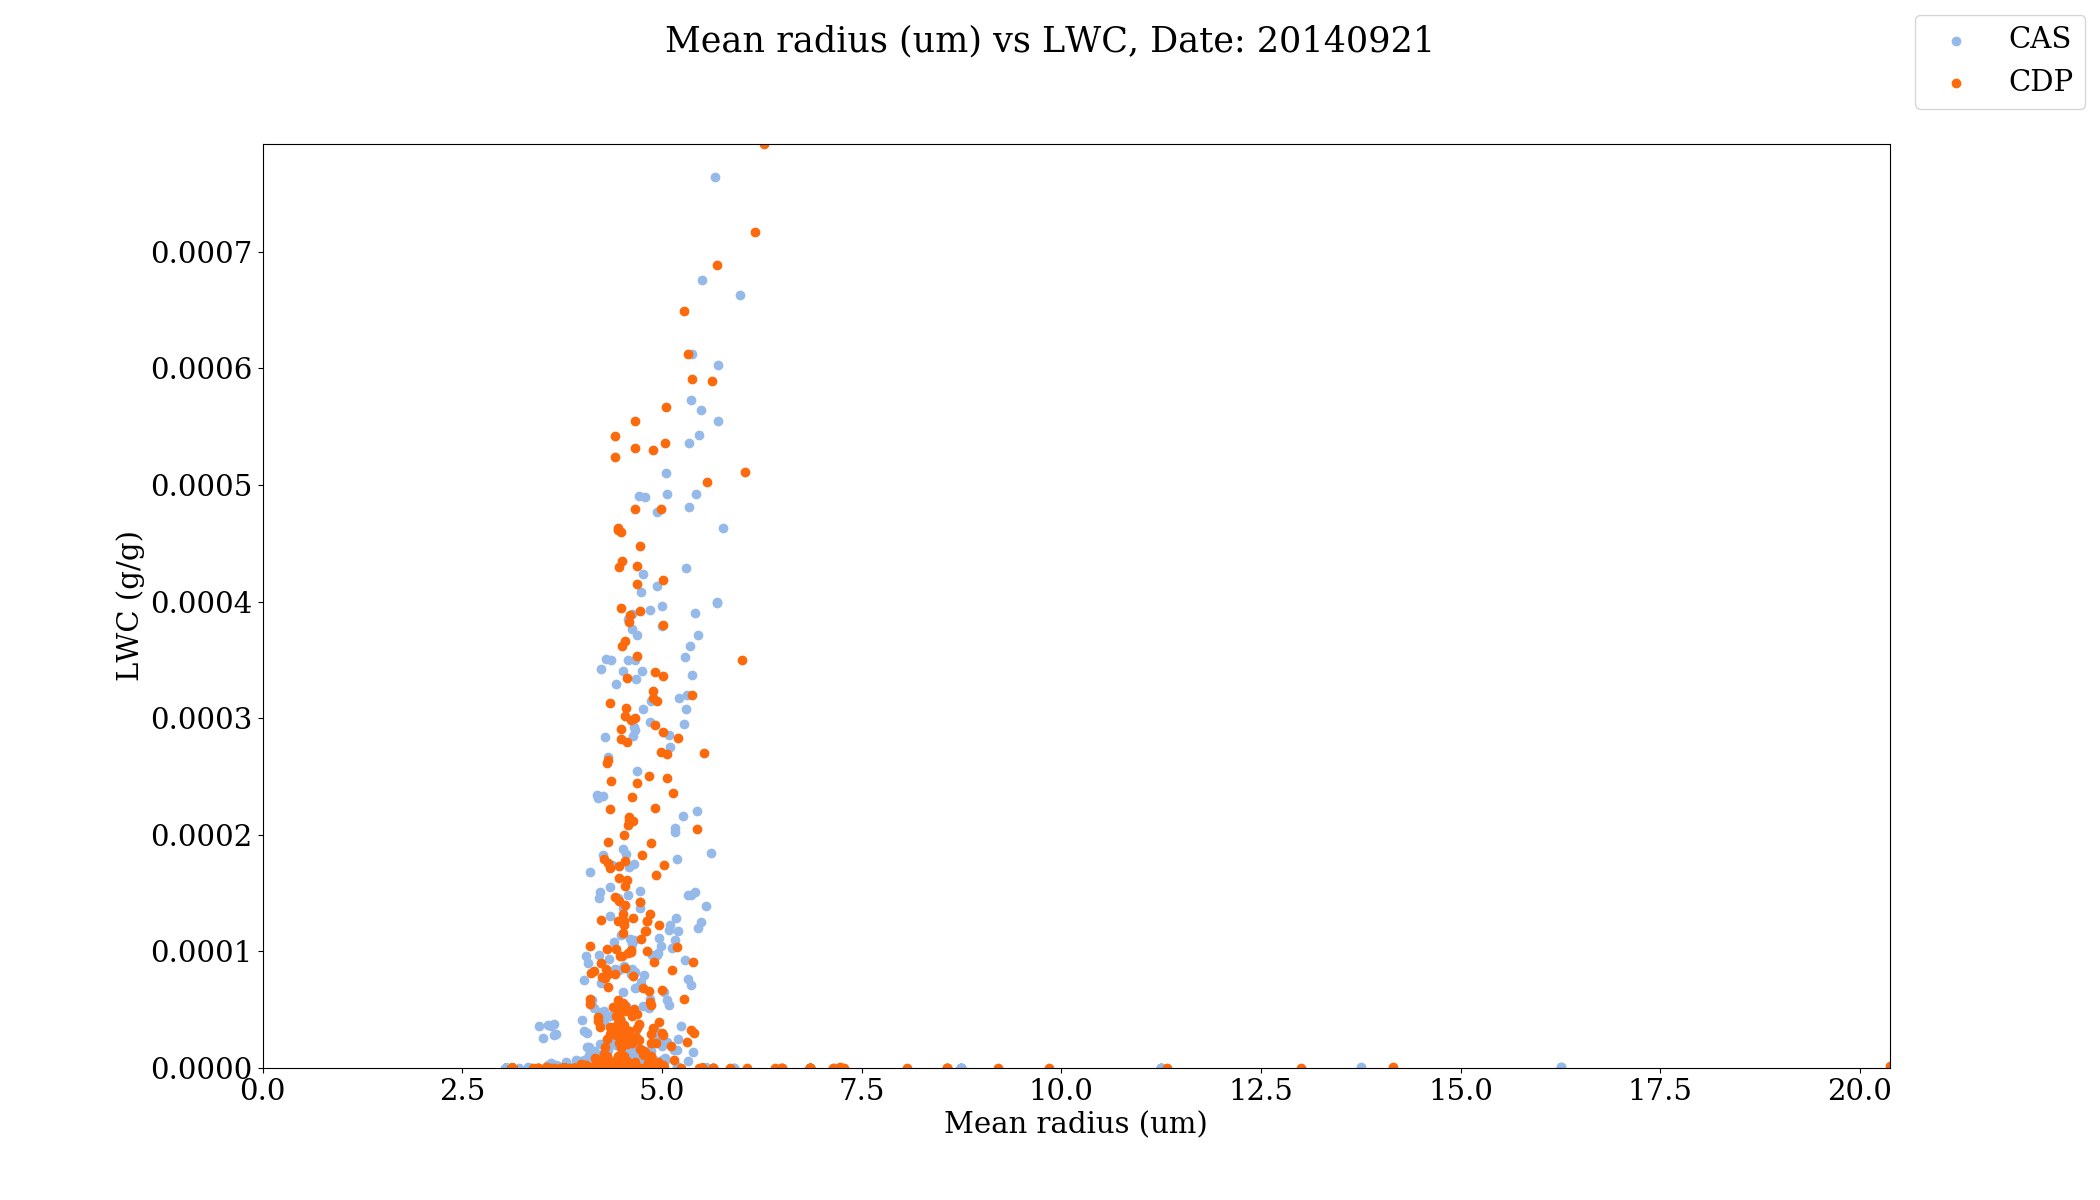 Mean radius (um) vs LWC, Date: 20140921
CAS
CDP
LWC (g/g)
0.0007
0.0006
0.0005
0.0004
0.0003
0.0002
0.0001
0.0000
0.0 2.5 5.0 7.5 10.0 12.5 15.0 17.5 20.0
Mean radius (um)